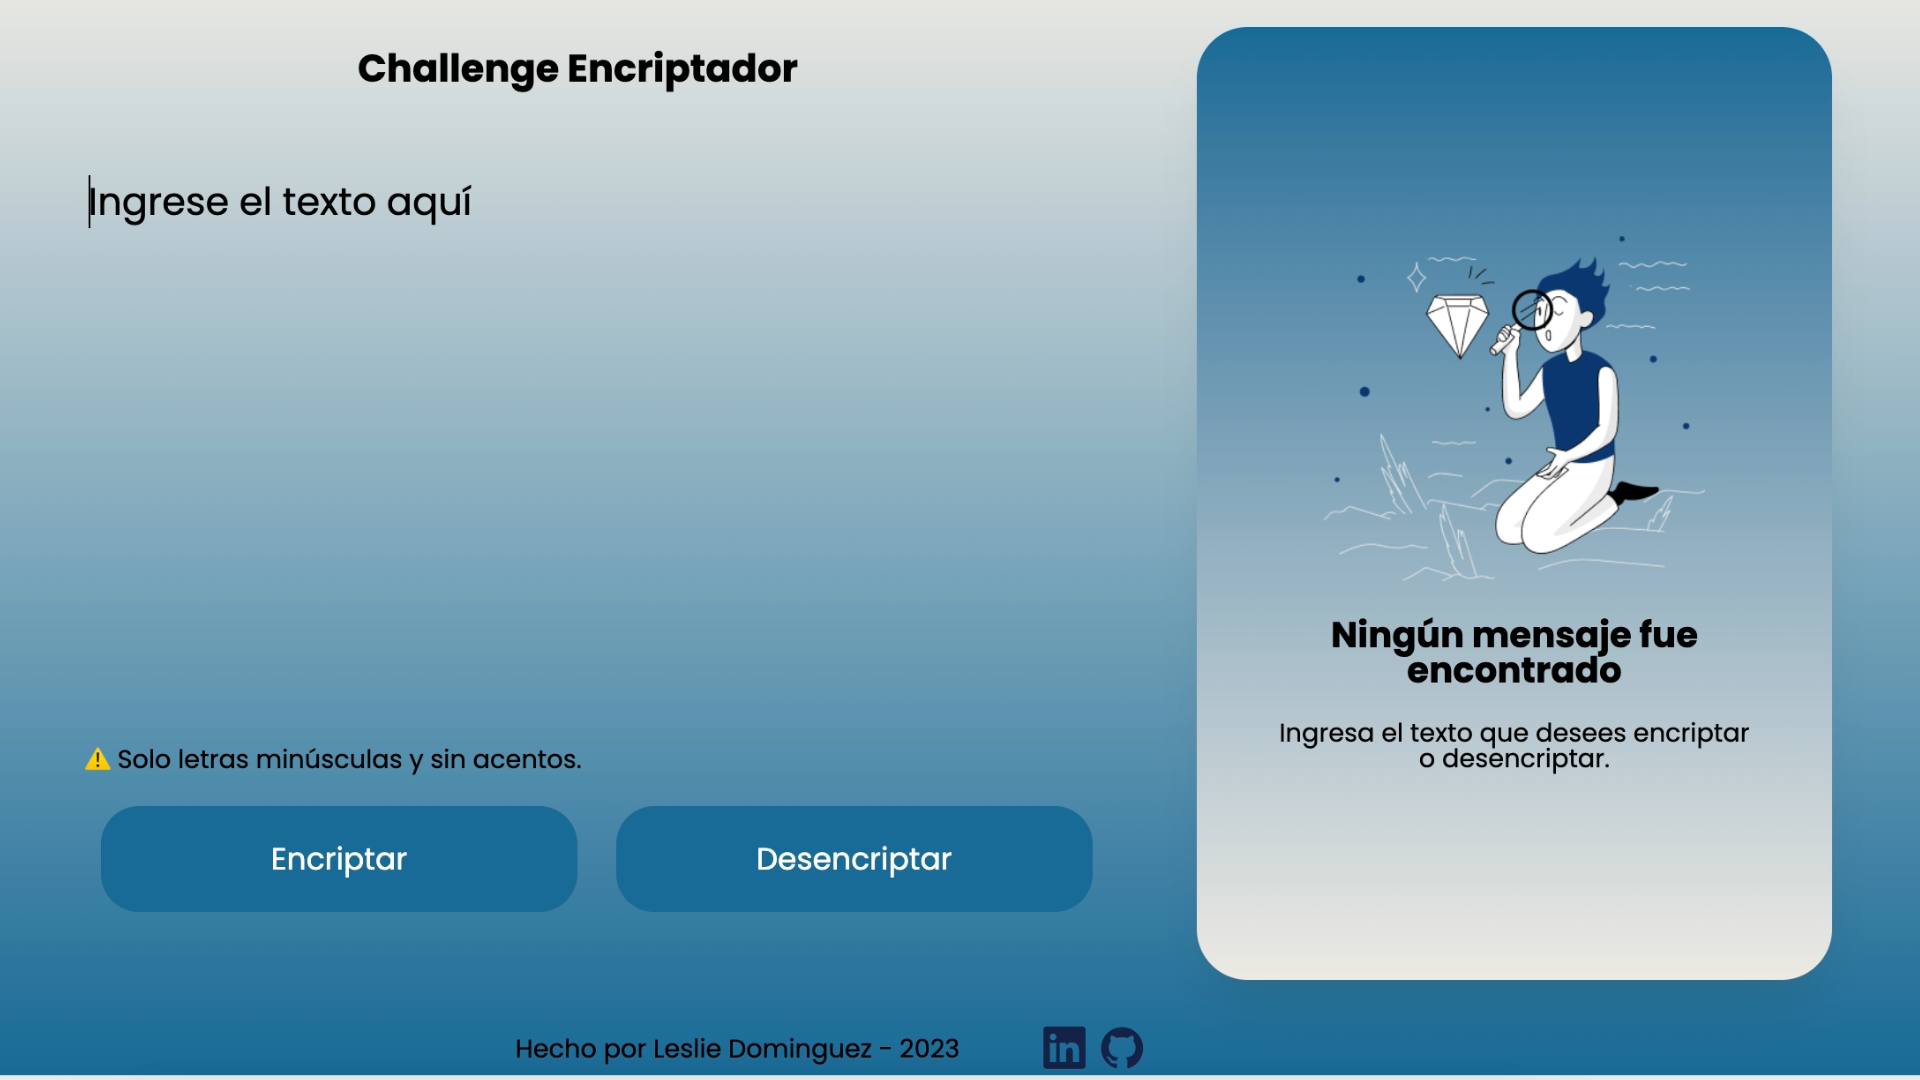 Challenge Encriptador
Ingrese el texto aquí
⚠️ Solo letras minúsculas y sin acentos.
Encriptar
Desencriptar
Ningún mensaje fue
encontrado
Ingresa el texto que desees encriptar
o desencriptar.
Hecho por Leslie Dominguez - 2023
in